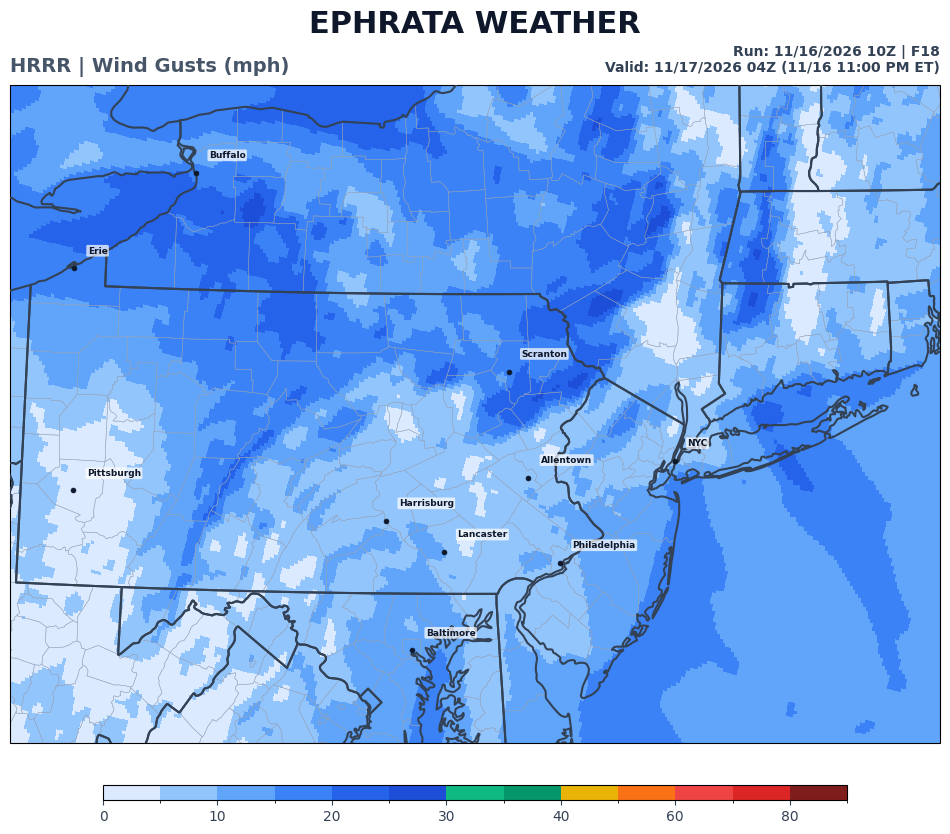 EPHRATA WEATHER
HRRR | Wind Gusts (mph)
Run: 11/16/2026 10Z | F18
Valid: 11/17/2026 04Z (11/16 11:00 PM ET)
Buffalo
Erie
Scranton
NYC
Allentown
Pittsburgh
Harrisburg
Lancaster
Philadelphia
Baltimore
0 10 20 30 40 50 60 70 80